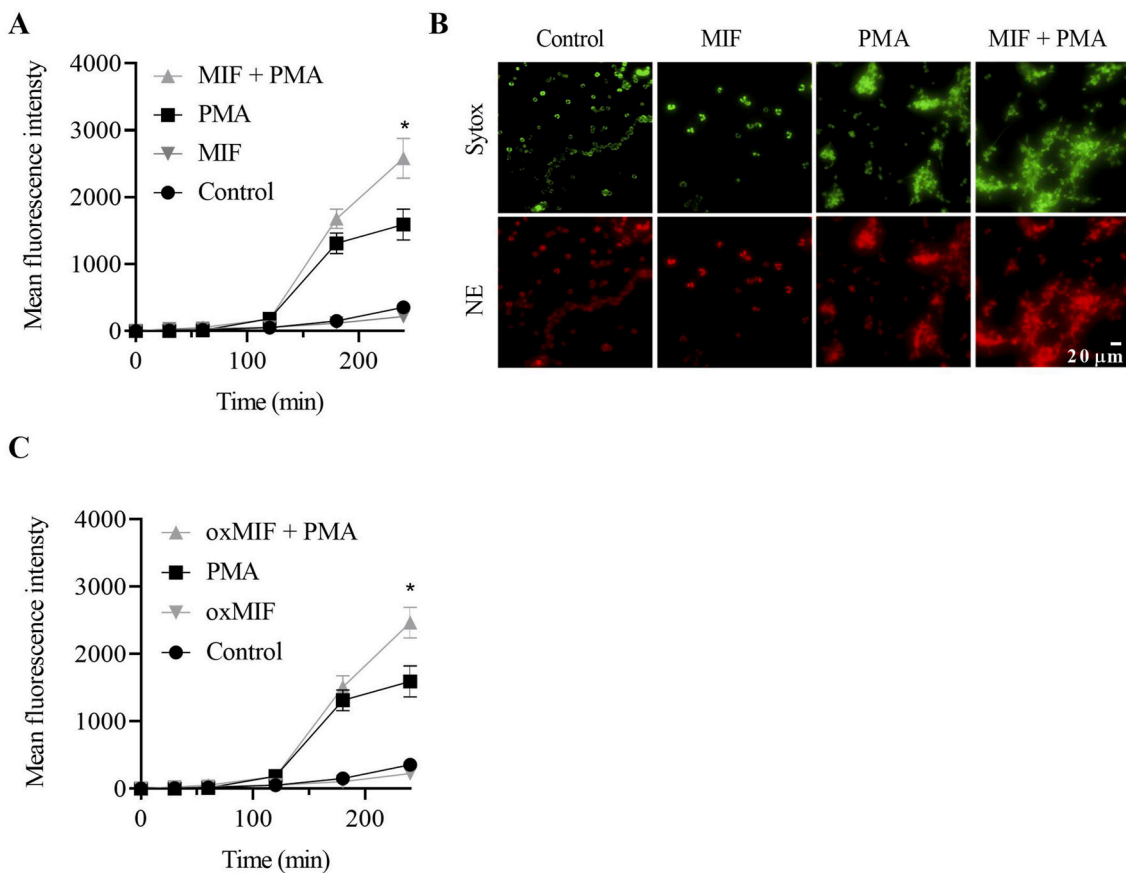 A
Mean fluorescence intensty
4000
3000
2000
1000
0
MIF + PMA
PMA
MIF
Control
*
0
100
200
Time (min)
B
Control
MIF
PMA
MIF + PMA
Sytox
NE
20 µm
C
Mean fluorescence intensty
4000
3000
2000
1000
0
oxMIF + PMA
PMA
oxMIF
Control
*
0
100
200
Time (min)